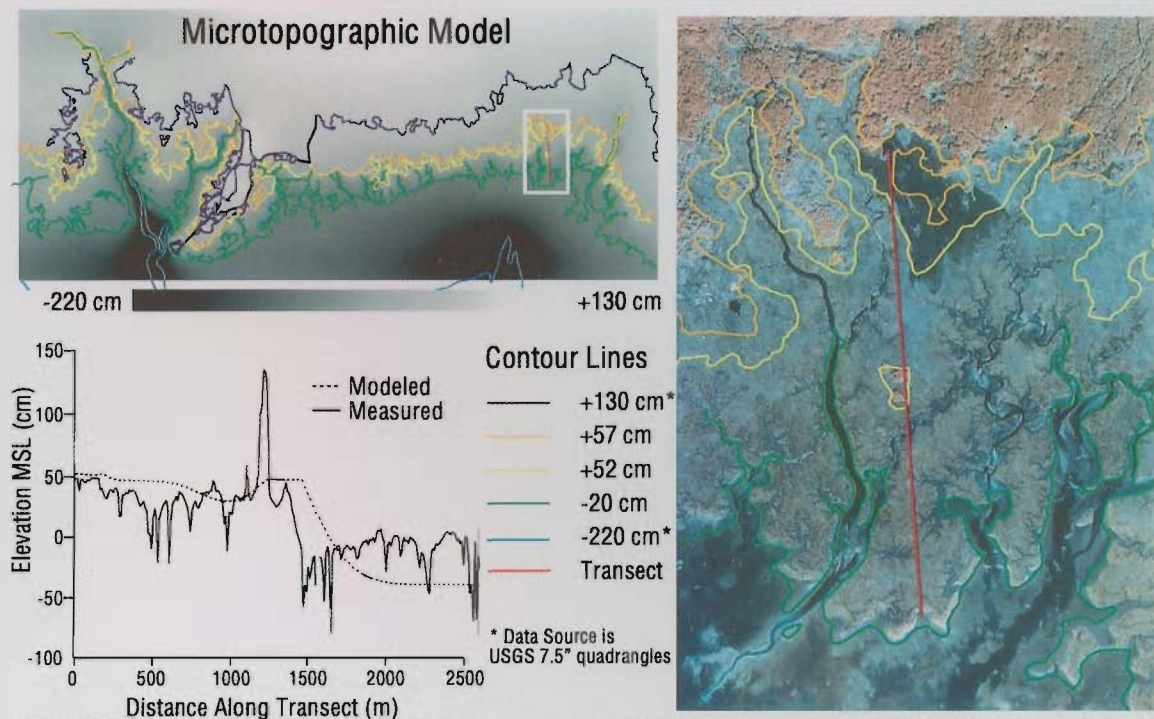 Microtopographic Model
-220 cm
+130 cm
Elevation MSL (cm)
150
100
50
0
-50
-100
Modeled
Measured
0
500
1000
1500
2000
2500
Distance Along Transect (m)
Contour Lines
+130 cm*
+57 cm
+52 cm
-20 cm
-220 cm*
Transect
* Data Source is
USGS 7.5" quadrangles